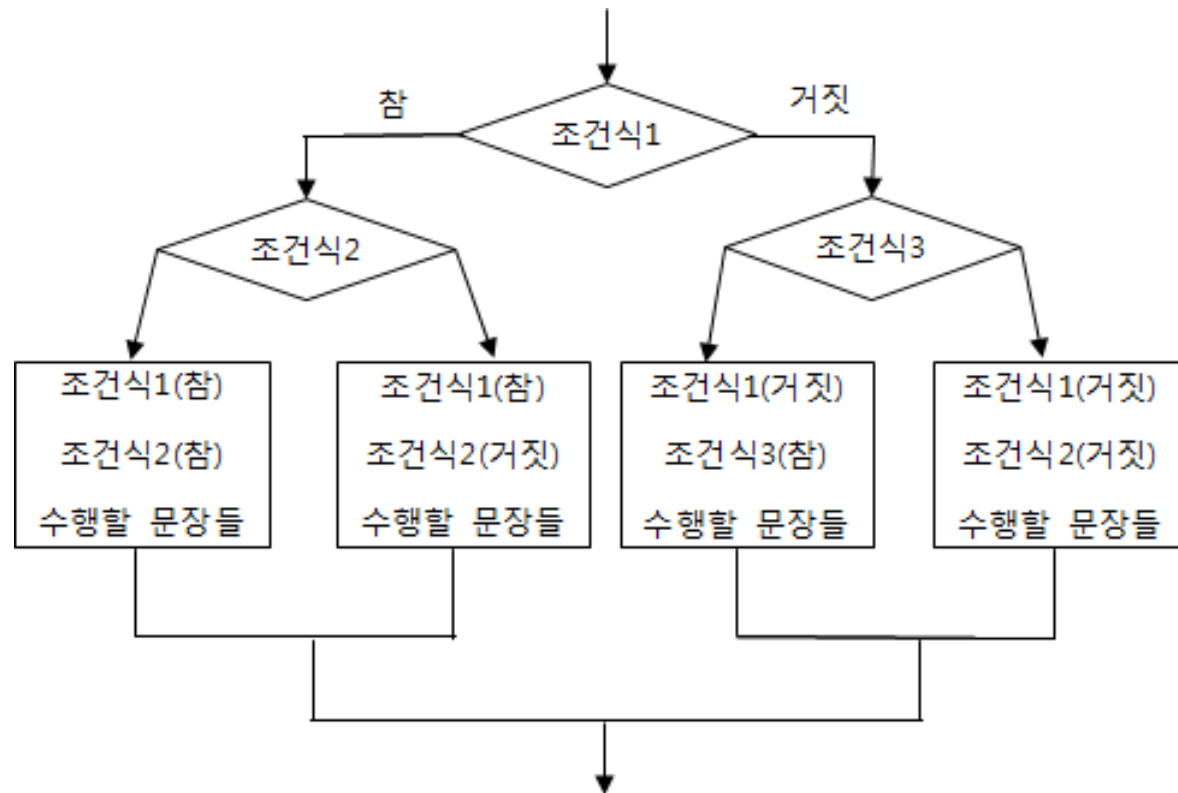 참
거짓
조건식1
조건식2
조건식3
조건식1(참)
조건식2(참)
수행할 문장들
조건식1(참)
조건식2(거짓)
수행할 문장들
조건식1(거짓)
조건식3(참)
수행할 문장들
조건식1(거짓)
조건식2(거짓)
수행할 문장들